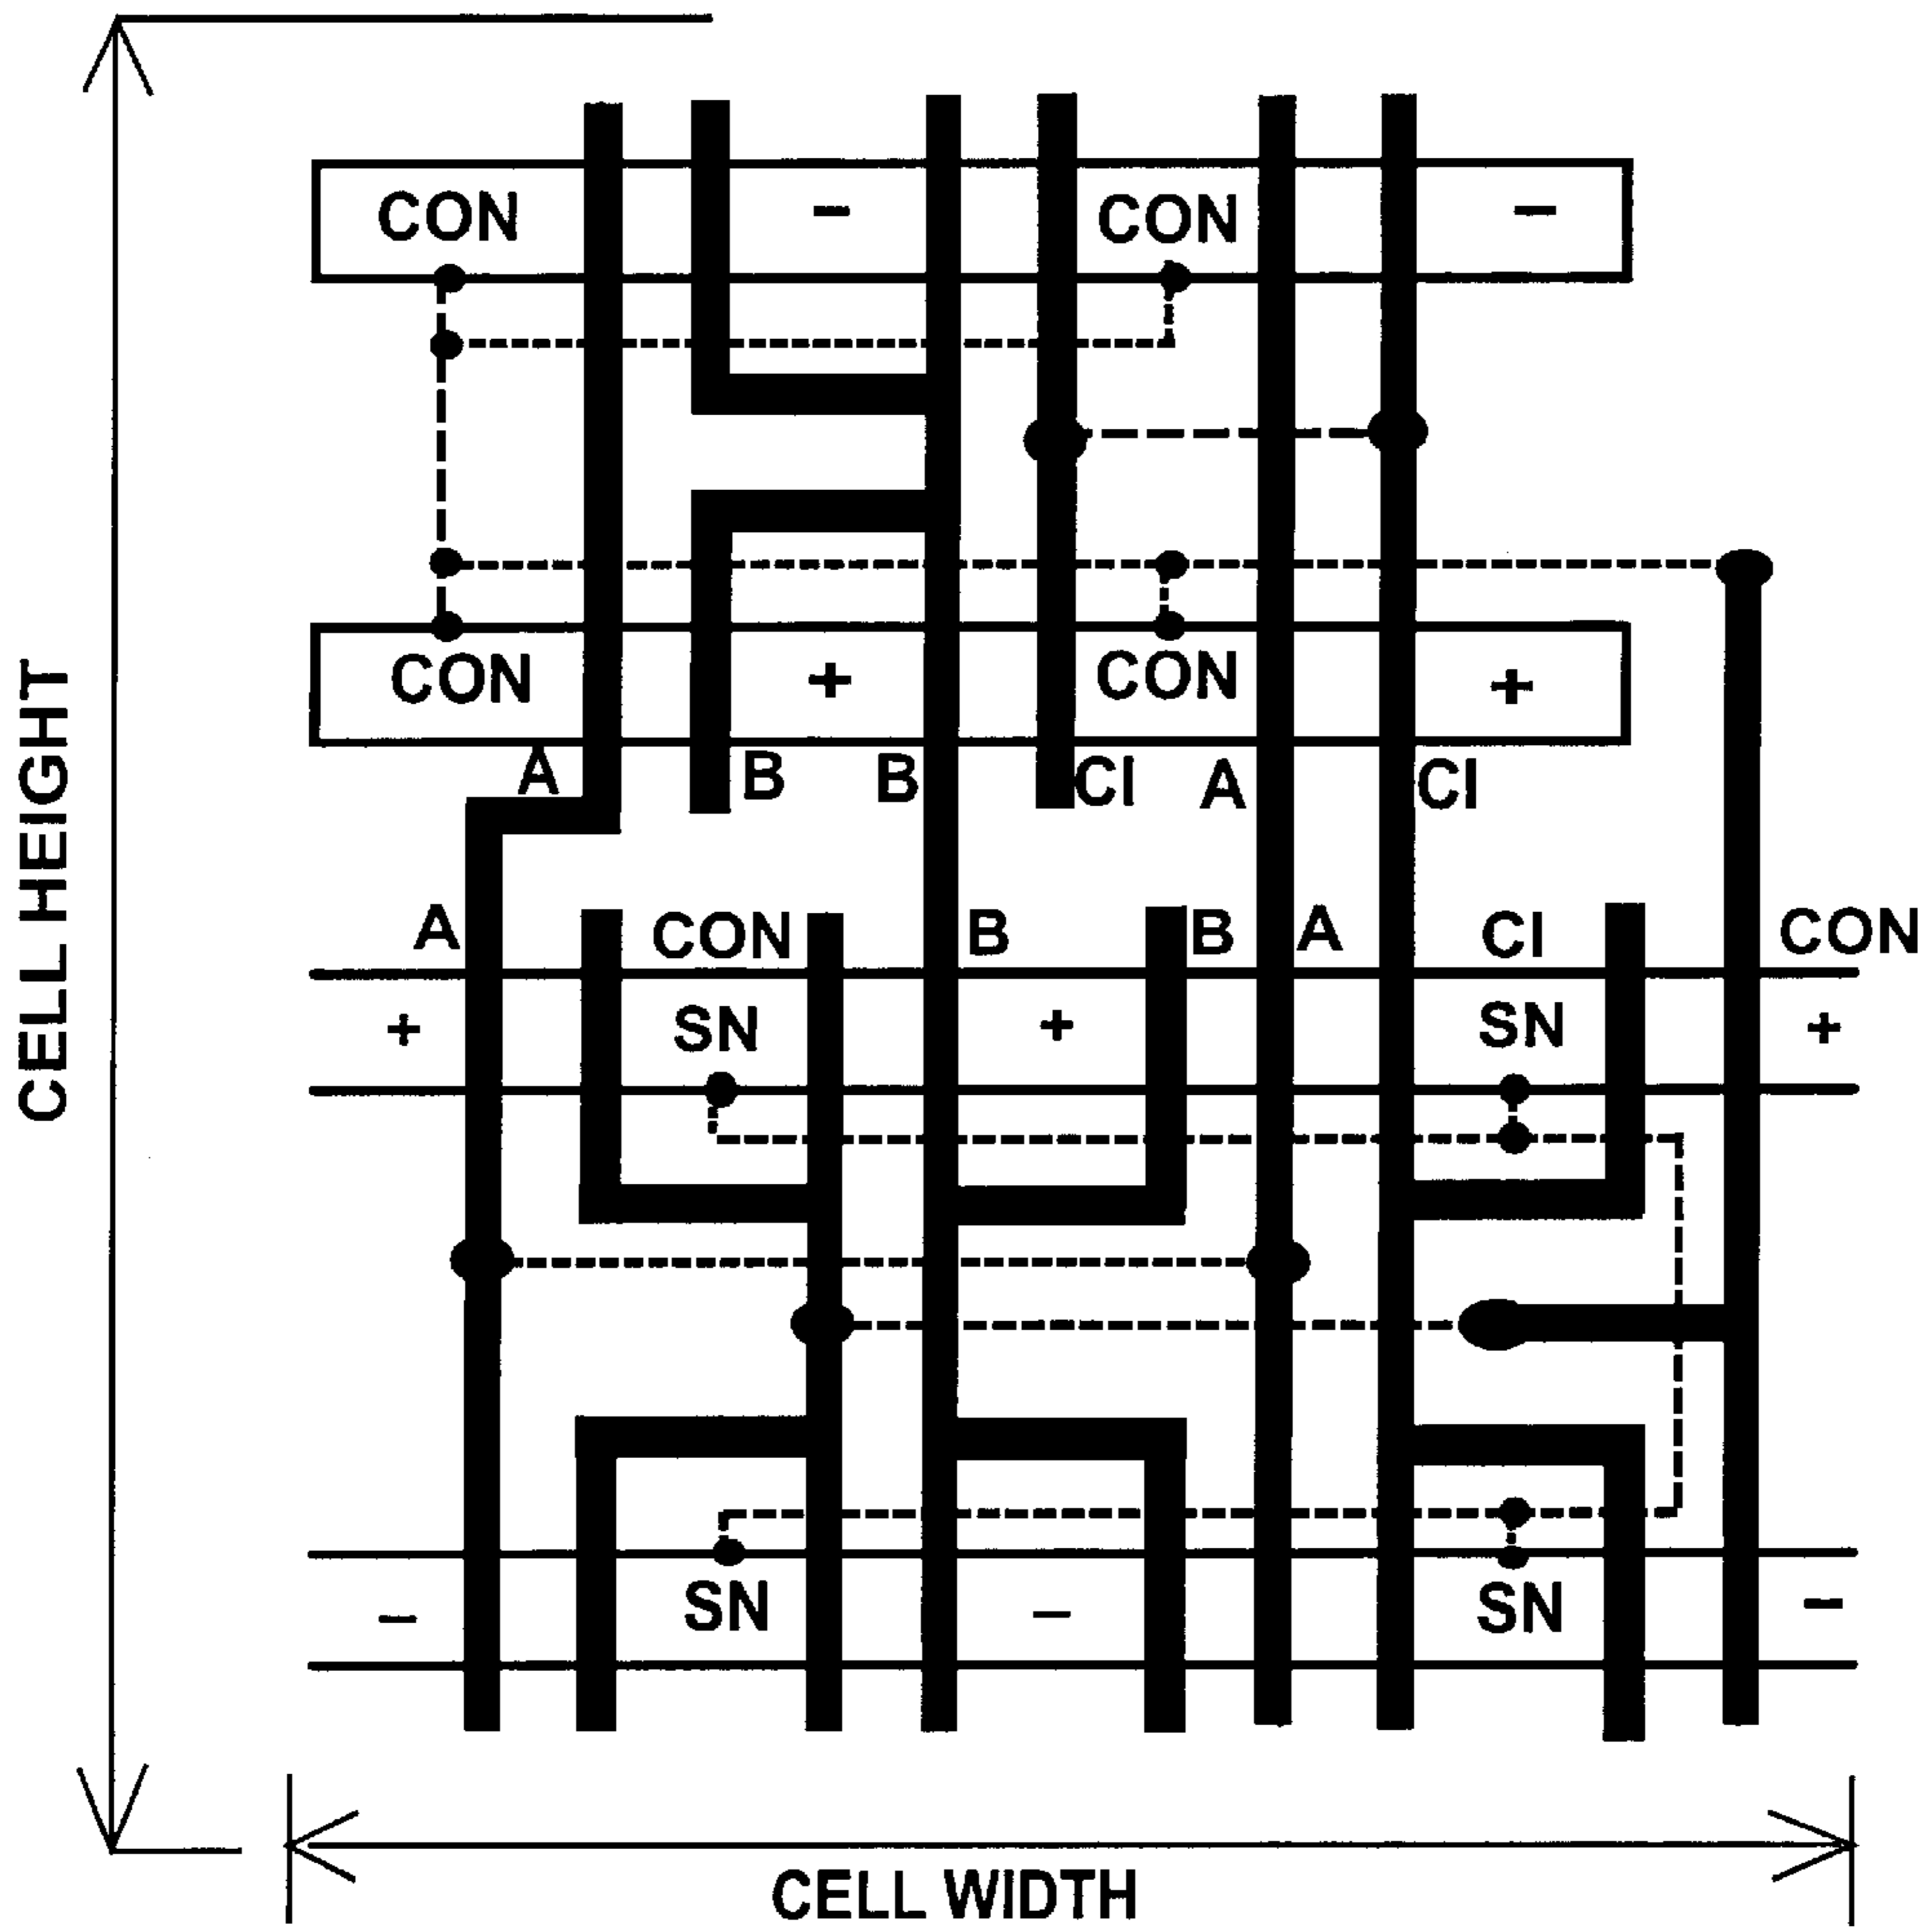 CON – CON –
CON + CON +
A B B CI A CI
A CON B B A CI CON
+ SN + SN +
– SN – SN –
CELL HEIGHT
CELL WIDTH